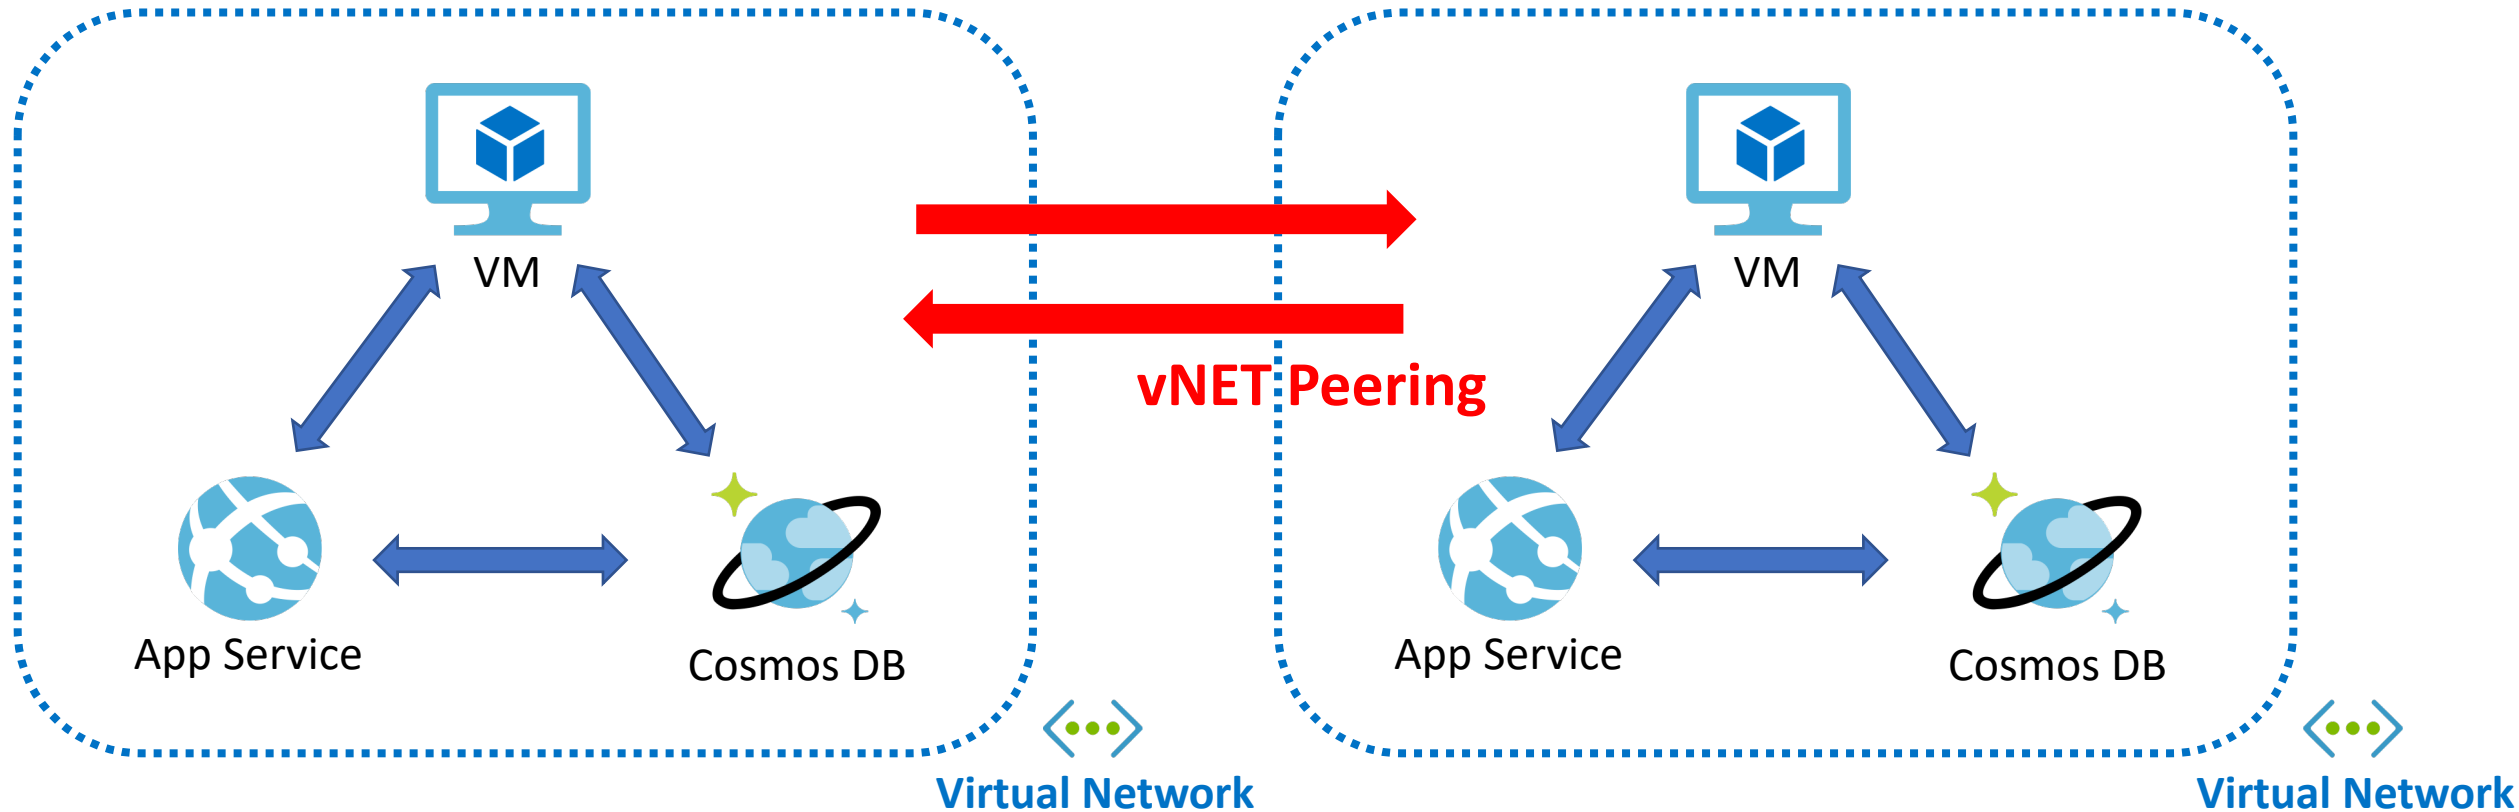 VM
VM
vNET Peering
App Service
Cosmos DB
App Service
Cosmos DB
Virtual Network
Virtual Network